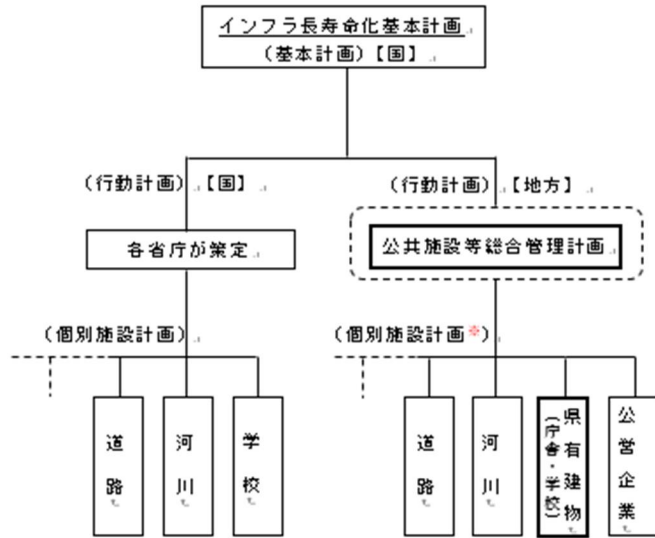 インフラ長寿命化基本計画
(基本計画)【国】
(行動計画)【国】
(行動計画)【地方】
各省庁が策定
公共施設等総合管理計画
(個別施設計画)
(個別施設計画※)
道路
河川
学校
道路
河川
県有建物
(庁舎・学校)
公営企業